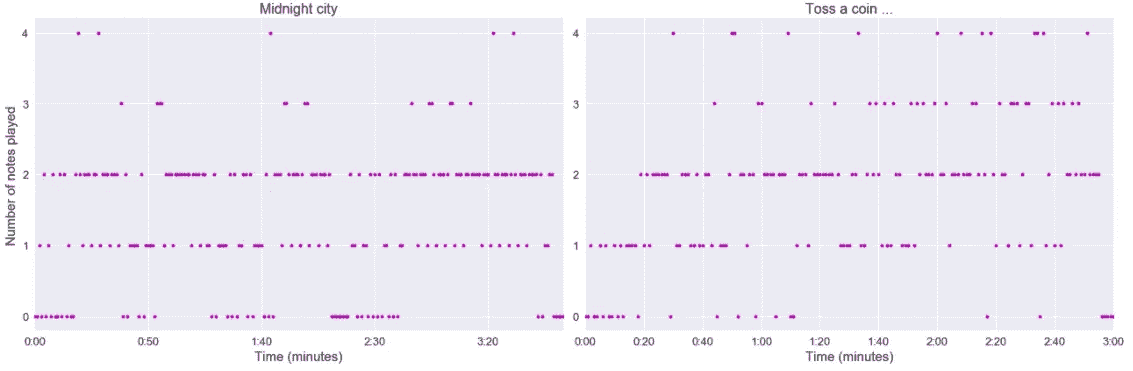 Midnight city
Toss a coin ...
Number of notes played
4
3
2
1
0
0:00 0:50 1:40 2:30 3:20
Time (minutes)
4
3
2
1
0
0:00 0:20 0:40 1:00 1:20 1:40 2:00 2:20 2:40 3:00
Time (minutes)